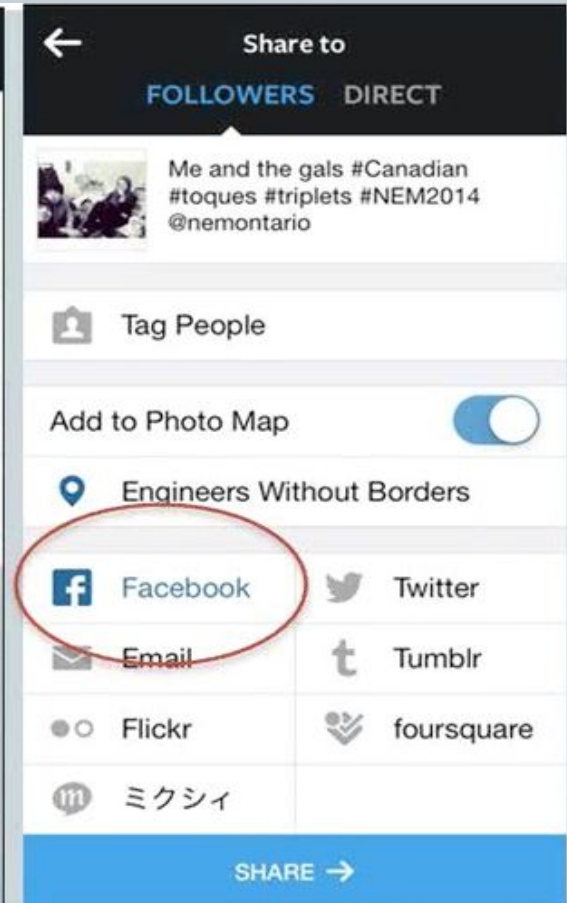 Share to
FOLLOWERS DIRECT
Me and the gals #Canadian
#toques #triplets #NEM2014
@nemontario
Tag People
Add to Photo Map
Engineers Without Borders
Facebook
Twitter
Email
Tumblr
Flickr
foursquare
ミクシィ
SHARE →